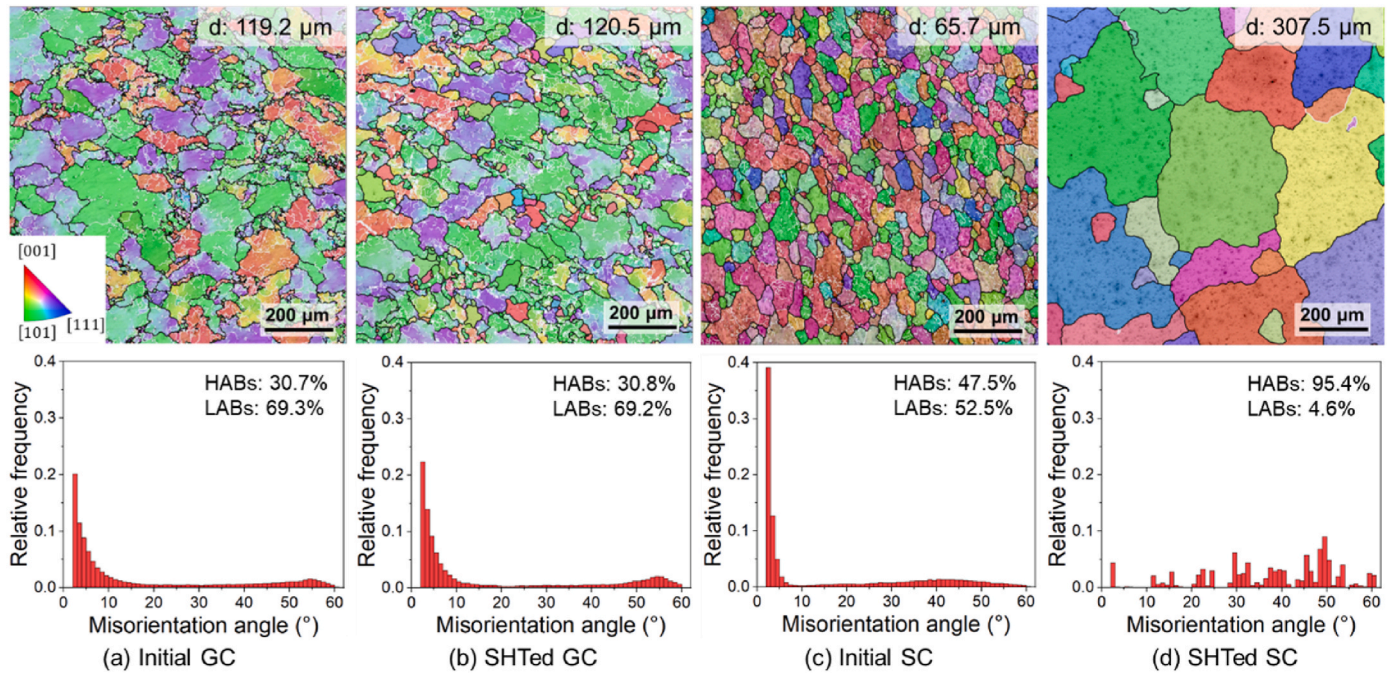 d: 119.2 μm
d: 120.5 μm
d: 65.7 μm
d: 307.5 μm
[001]
[101]
[111]
200 μm
200 μm
200 μm
200 μm
Relative frequency
0.4
0.3
0.2
0.1
0.0
HABs: 30.7%
LABs: 69.3%
0 10 20 30 40 50 60
Misorientation angle (°)
(a) Initial GC
Relative frequency
0.4
0.3
0.2
0.1
0.0
HABs: 30.8%
LABs: 69.2%
0 10 20 30 40 50 60
Misorientation angle (°)
(b) SHTed GC
Relative frequency
0.4
0.3
0.2
0.1
0.0
HABs: 47.5%
LABs: 52.5%
0 10 20 30 40 50 60
Misorientation angle (°)
(c) Initial SC
Relative frequency
0.4
0.3
0.2
0.1
0.0
HABs: 95.4%
LABs: 4.6%
0 10 20 30 40 50 60
Misorientation angle (°)
(d) SHTed SC